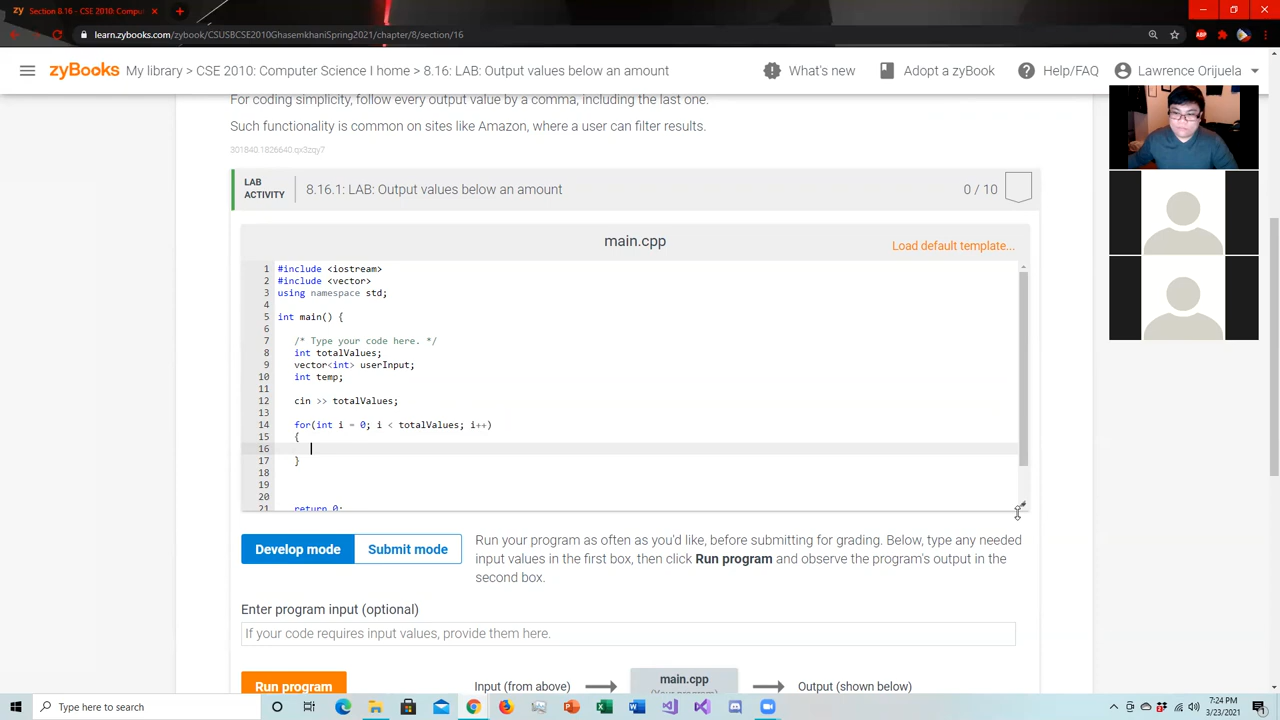 zy Section 8.16 - CSE 2010: Comput
learn.zybooks.com/zybook/CSUSBCSE2010GhasemkhaniSpring2021/chapter/8/section/16
zyBooks My library > CSE 2010: Computer Science I home > 8.16: LAB: Output values below an amount What's new Adopt a zyBook Help/FAQ Lawrence Orijuela
For coding simplicity, follow every output value by a comma, including the last one.
Such functionality is common on sites like Amazon, where a user can filter results.
301840.1826640.qx3zqy7
LAB ACTIVITY
8.16.1: LAB: Output values below an amount 0 / 10
main.cpp
Load default template...
1 #include <iostream>
2 #include <vector>
3 using namespace std;
4
5 int main() {
6
7 /* Type your code here. */
8 int totalValues;
9 vector<int> userInput;
10 int temp;
11
12 cin >> totalValues;
13
14 for(int i = 0; i < totalValues; i++)
15 {
16
17 }
18
19
20
21 return 0;
Develop mode Submit mode
Run your program as often as you'd like, before submitting for grading. Below, type any needed
input values in the first box, then click Run program and observe the program's output in the
second box.
Enter program input (optional)
If your code requires input values, provide them here.
Run program
Input (from above)
main.cpp
(Your program)
Output (shown below)
Type here to search
7:24 PM
3/23/2021